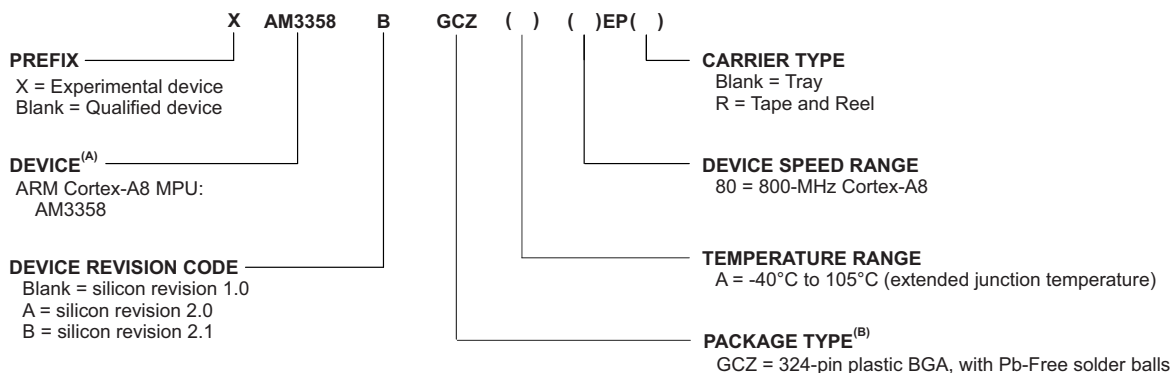 X AM3358 B GCZ ( ) ( )EP( )
PREFIX
X = Experimental device
Blank = Qualified device
DEVICE(A)
ARM Cortex-A8 MPU:
AM3358
DEVICE REVISION CODE
Blank = silicon revision 1.0
A = silicon revision 2.0
B = silicon revision 2.1
CARRIER TYPE
Blank = Tray
R = Tape and Reel
DEVICE SPEED RANGE
80 = 800-MHz Cortex-A8
TEMPERATURE RANGE
A = -40°C to 105°C (extended junction temperature)
PACKAGE TYPE(B)
GCZ = 324-pin plastic BGA, with Pb-Free solder balls